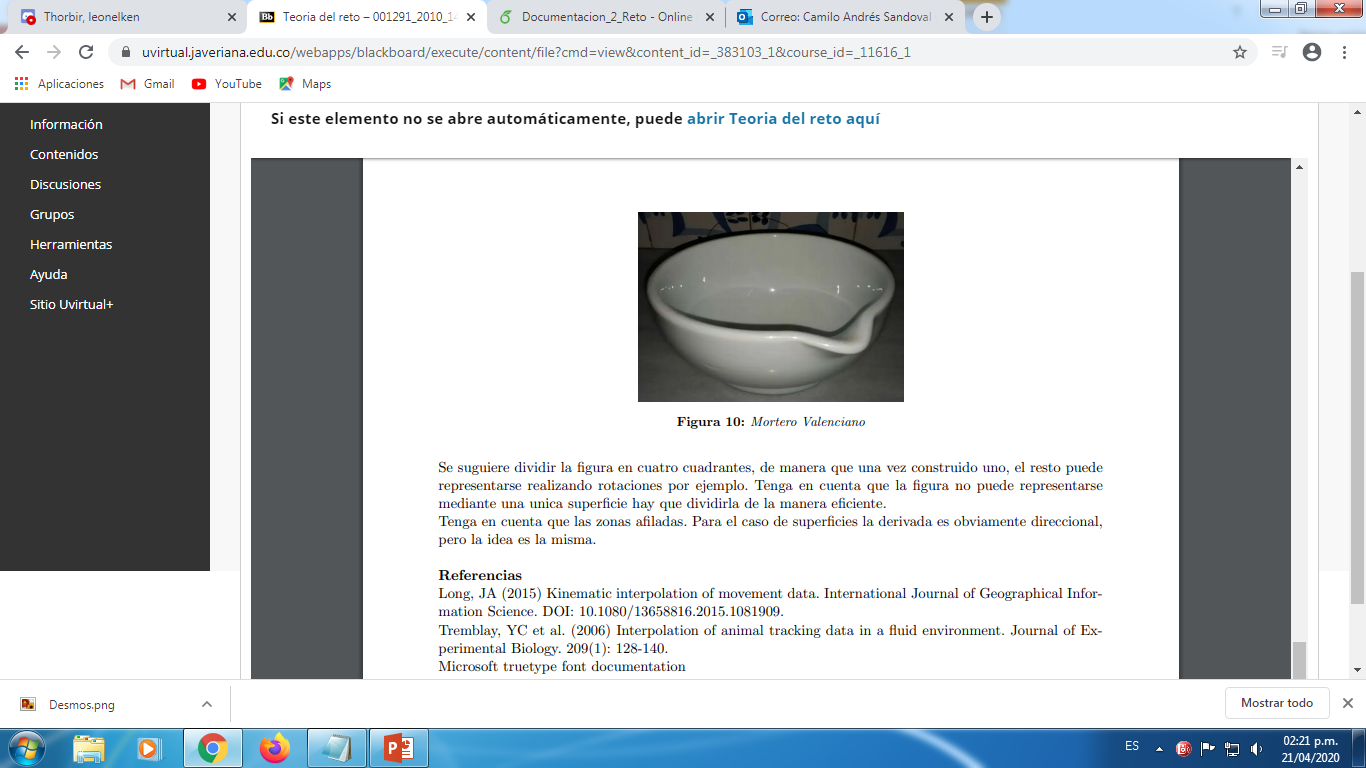 Thorbir, leonelken
Teoria del reto – 001291_2010_14
Documentacion_2_Reto - Online
Correo: Camilo Andrés Sandoval
uvirtual.javeriana.edu.co/webapps/blackboard/execute/content/file?cmd=view&content_id=_383103_1&course_id=_11616_1
Aplicaciones
Gmail
YouTube
Maps
Información
Contenidos
Discusiones
Grupos
Herramientas
Ayuda
Sitio Uvirtual+
Si este elemento no se abre automáticamente, puede abrir Teoria del reto aquí
Figura 10: Mortero Valenciano
Se suguiere dividir la figura en cuatro cuadrantes, de manera que una vez construido uno, el resto puede
representarse realizando rotaciones por ejemplo. Tenga en cuenta que la figura no puede representarse
mediante una unica superficie hay que dividirla de la manera eficiente.
Tenga en cuenta que las zonas afiladas. Para el caso de superficies la derivada es obviamente direccional,
pero la idea es la misma.
Referencias
Long, JA (2015) Kinematic interpolation of movement data. International Journal of Geographical Infor-
mation Science. DOI: 10.1080/13658816.2015.1081909.
Tremblay, YC et al. (2006) Interpolation of animal tracking data in a fluid environment. Journal of Ex-
perimental Biology. 209(1): 128-140.
Microsoft truetype font documentation
Desmos.png
Mostrar todo
ES
02:21 p.m.
21/04/2020